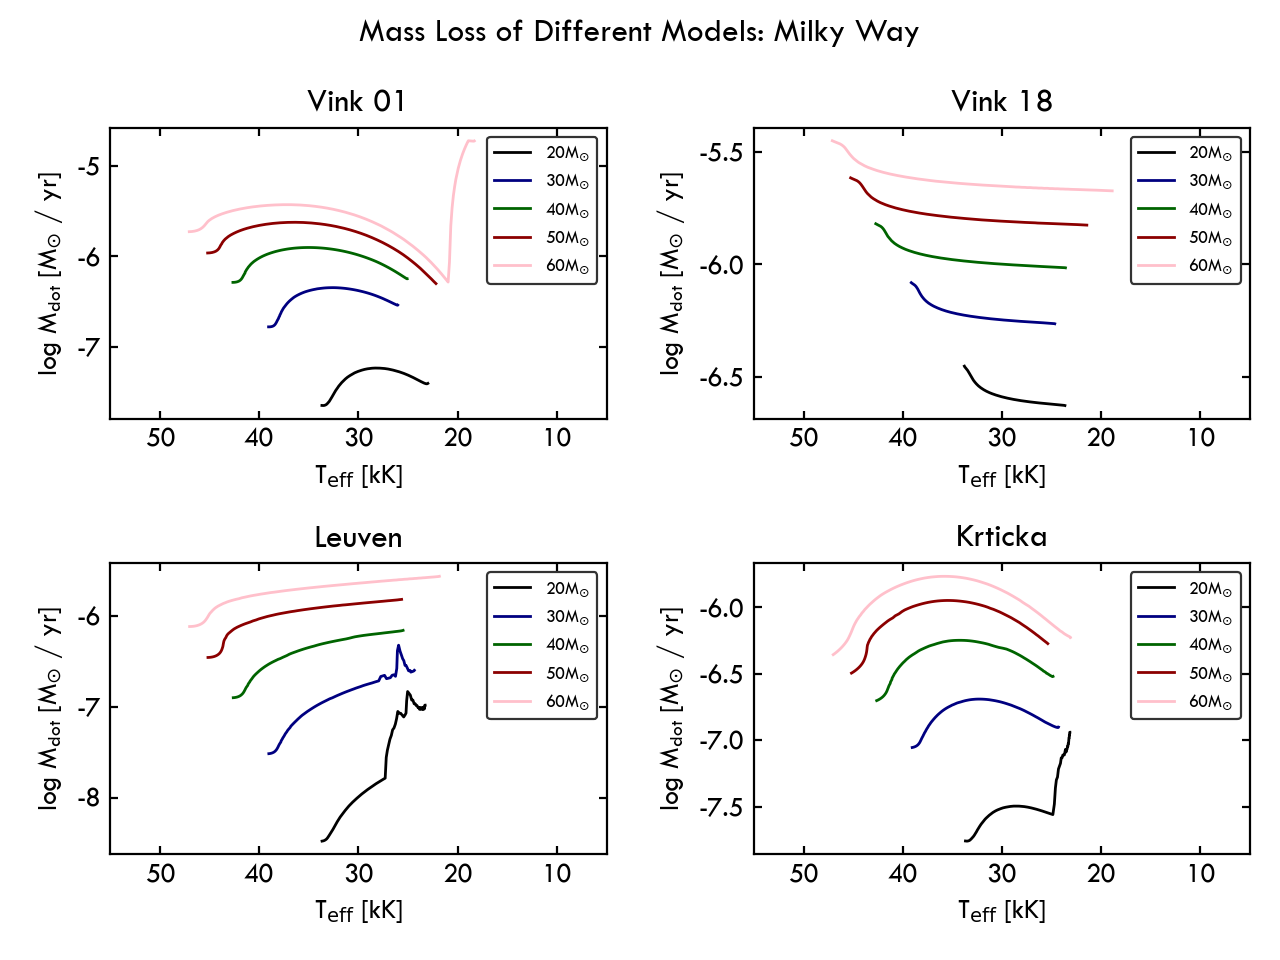 Mass Loss of Different Models: Milky Way
Vink 01
log M_dot [M⊙ / yr]
-5
-6
-7
20M⊙
30M⊙
40M⊙
50M⊙
60M⊙
50 40 30 20 10
T_eff [kK]
Vink 18
log M_dot [M⊙ / yr]
-5.5
-6.0
-6.5
20M⊙
30M⊙
40M⊙
50M⊙
60M⊙
50 40 30 20 10
T_eff [kK]
Leuven
log M_dot [M⊙ / yr]
-6
-7
-8
20M⊙
30M⊙
40M⊙
50M⊙
60M⊙
50 40 30 20 10
T_eff [kK]
Krticka
log M_dot [M⊙ / yr]
-6.0
-6.5
-7.0
-7.5
20M⊙
30M⊙
40M⊙
50M⊙
60M⊙
50 40 30 20 10
T_eff [kK]